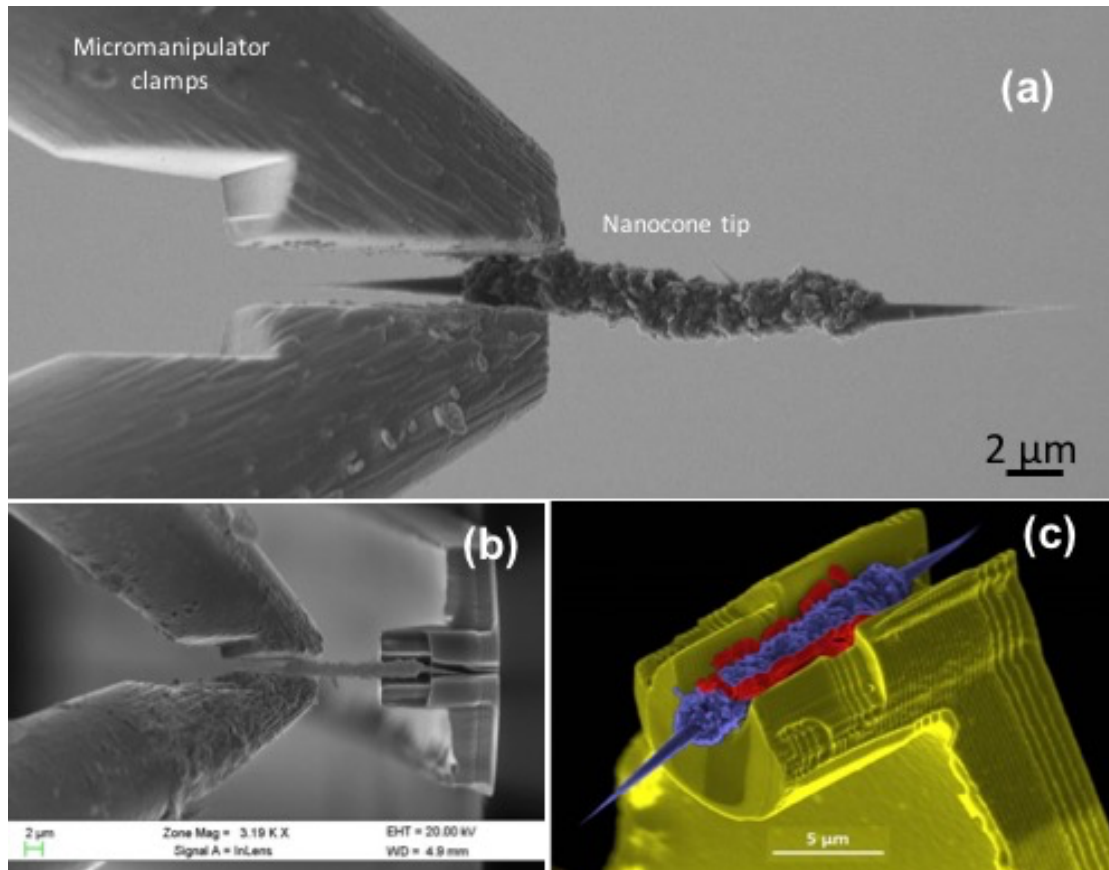 Micromanipulator
clamps
(a)
Nanocone tip
2 µm
(b)
2 µm
Zone Mag = 3.19 K X
EHT = 20.00 kV
Signal A = InLens
WD = 4.9 mm
(c)
5 µm